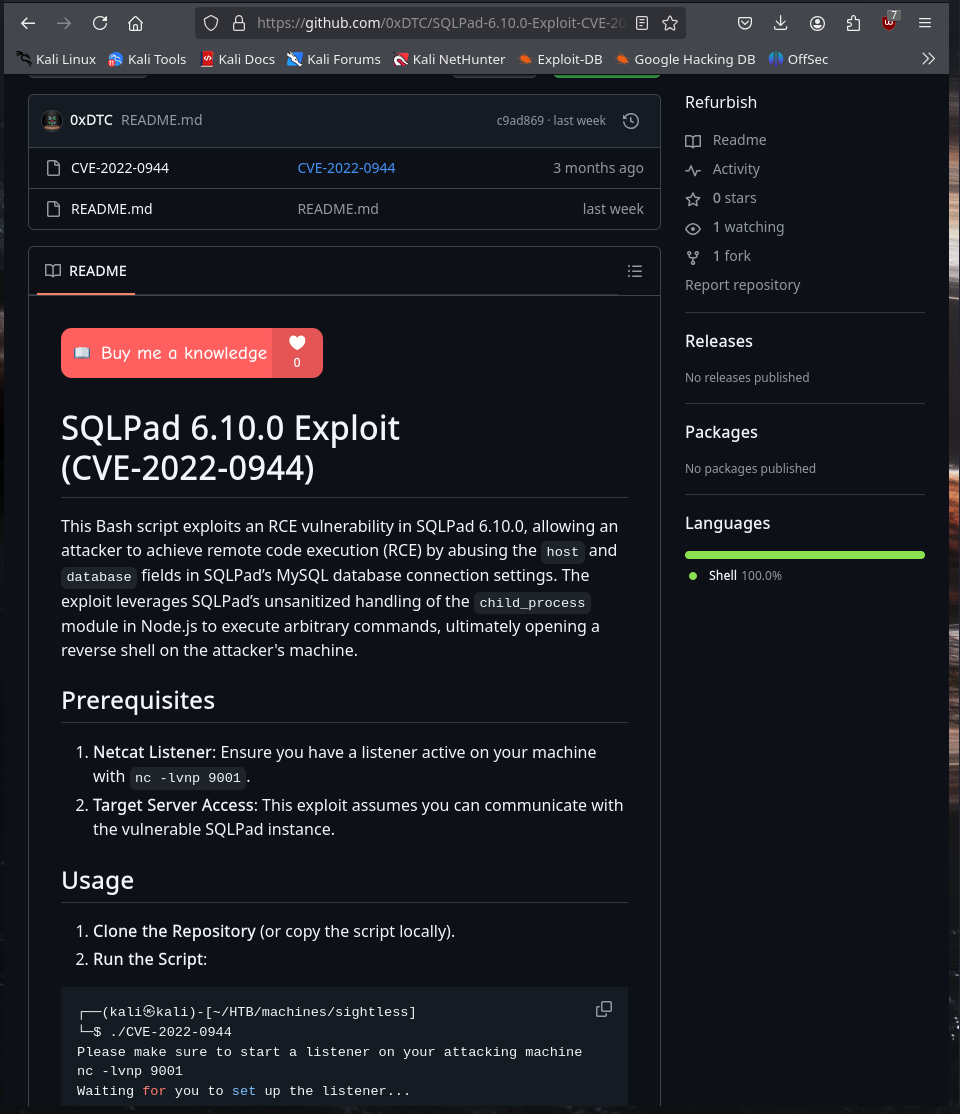 https://github.com/0xDTC/SQLPad-6.10.0-Exploit-CVE-20
7
Kali Linux Kali Tools Kali Docs Kali Forums Kali NetHunter Exploit-DB Google Hacking DB OffSec
0xDTC README.md c9ad869 · last week
CVE-2022-0944 CVE-2022-0944 3 months ago
README.md README.md last week
README
Buy me a knowledge 0
SQLPad 6.10.0 Exploit
(CVE-2022-0944)
This Bash script exploits an RCE vulnerability in SQLPad 6.10.0, allowing an
attacker to achieve remote code execution (RCE) by abusing the host and
database fields in SQLPad’s MySQL database connection settings. The
exploit leverages SQLPad’s unsanitized handling of the child_process
module in Node.js to execute arbitrary commands, ultimately opening a
reverse shell on the attacker's machine.
Prerequisites
1. Netcat Listener: Ensure you have a listener active on your machine
with nc -lvnp 9001.
2. Target Server Access: This exploit assumes you can communicate with
the vulnerable SQLPad instance.
Usage
1. Clone the Repository (or copy the script locally).
2. Run the Script:
┌──(kali㉿kali)-[~/HTB/machines/sightless]
└─$ ./CVE-2022-0944
Please make sure to start a listener on your attacking machine
nc -lvnp 9001
Waiting for you to set up the listener...
Refurbish
Readme
Activity
0 stars
1 watching
1 fork
Report repository
Releases
No releases published
Packages
No packages published
Languages
Shell 100.0%